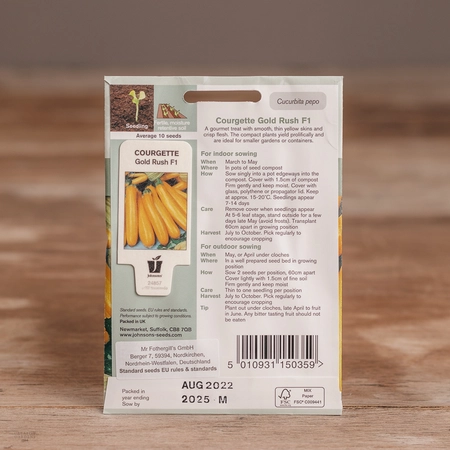 Cucurbita pepo
Seedling
Fertile, moisture
retentive soil
Average 10 seeds
Courgette Gold Rush F1
A gourmet treat with smooth, thin yellow skins and
crisp flesh. The compact plants yield prolifically and
are ideal for smaller gardens or containers.
COURGETTE
Gold Rush F1
Johnsons
For indoor sowing
When March to May
Where In pots of seed compost
How Sow singly into a pot edgeways into the
compost. Cover with 1.5cm of compost
Firm gently and keep moist. Cover with
glass, polythene or propagator lid. Keep
at approx. 15-20°C. Seedlings appear
7-14 days
Care Remove cover when seedlings appear
At 5-6 leaf stage, stand outside for a few
days late May (avoid frosts). Transplant
60cm apart in growing position
Harvest July to October. Pick regularly to
encourage cropping
For outdoor sowing
When May, or April under cloches
Where In a well prepared seed bed in growing
position
How Sow 2 seeds per position, 60cm apart
Cover lightly with 1.5cm of fine soil
Firm gently and keep moist
Care Thin to one seedling per position
Harvest July to October. Pick regularly to
encourage cropping
Tip Plant out, under cloches, late April to fruit
in June. Any bitter tasting fruit should not
be eaten.
Standard seeds. EU rules and standards.
Performance subject to growing conditions
Packed in UK
Newmarket, Suffolk, CB8 7QB
www.johnsons-seeds.com
Mr Fothergill's GmbH
Berger 7, 59394, Nordkirchen,
Nordrhein-Westfalen, Deutschland
Standard seeds EU rules & standards
5 010931 150359 >
Packed in
year ending
Sow by
AUG 2022
2025 - M
FSC
MIX
Paper
FSC® C009441